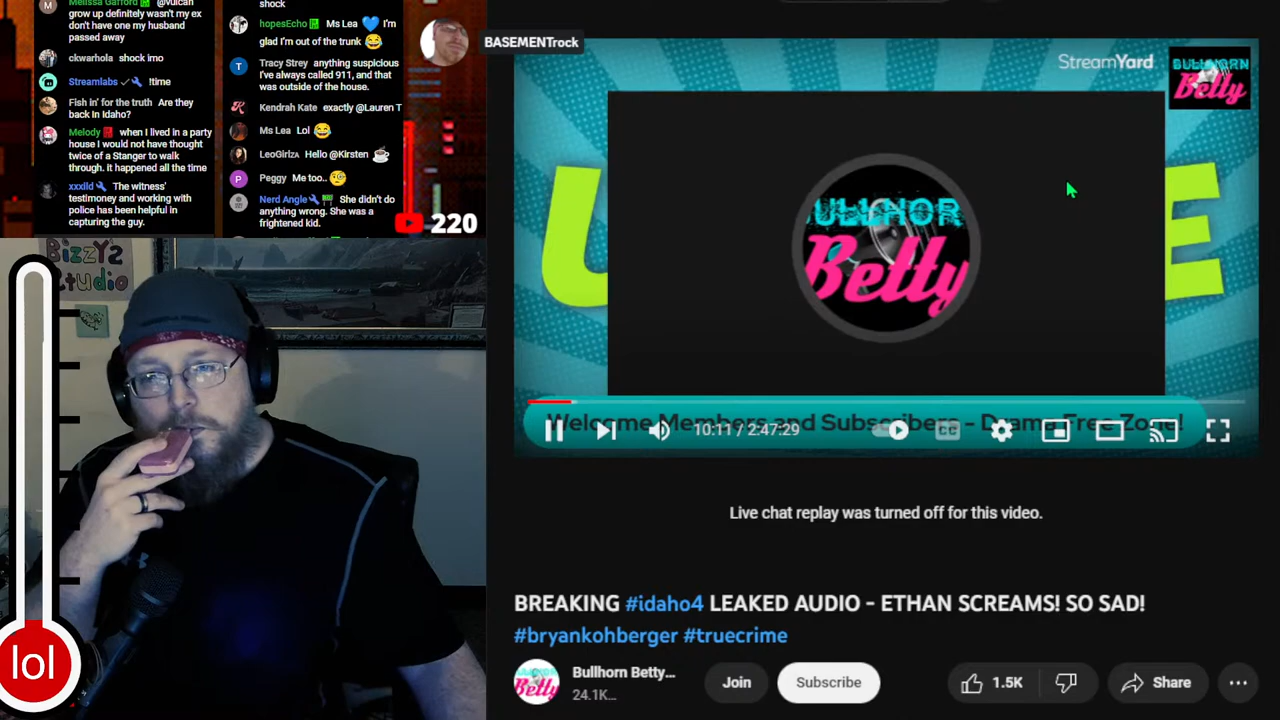 Melissa Gafford @vulcan
grow up definitely wasn't my ex
don't have one my husband
passed away
ckwarhola shock imo
Streamlabs !time
Fish in' for the truth Are they
back In Idaho?
Melody when I lived in a party
house I would not have thought
twice of a Stanger to walk
through. it happened all the time
xxxild The witness'
testimony and working with
police has been helpful in
capturing the guy.
shock
hopesEcho Ms Lea 💙 I'm
glad I'm out of the trunk 😂
Tracy Strey anything suspicious
I've always called 911, and that
was outside of the house.
Kendrah Kate exactly @Lauren T
Ms Lea Lol 😂
LeoGirlzᴀ Hello @Kirsten ☕
Peggy Me too.. 🧐
Nerd Angle She didn't do
anything wrong. She was a
frightened kid.
220
BASEMENTrock
BizzY'z
Studio
lol
StreamYard
BULLHORN
Betty
BULLHOR
Betty
U
E
Welcome Members and Subscribers - Drama Free Zone!
10:11 / 2:47:29
CC
Live chat replay was turned off for this video.
BREAKING #idaho4 LEAKED AUDIO - ETHAN SCREAMS! SO SAD!
#bryankohberger #truecrime
Bullhorn Betty...
24.1K...
Join
Subscribe
1.5K
Share